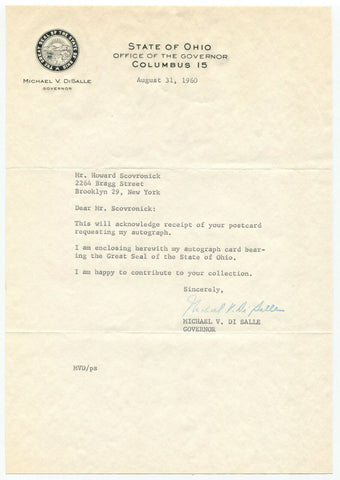 STATE OF OHIO
OFFICE OF THE GOVERNOR
COLUMBUS 15
MICHAEL V. DISALLE
GOVERNOR
August 31, 1960
Mr. Howard Scovronick
2264 Bragg Street
Brooklyn 29, New York
Dear Mr. Scovronick:
This will acknowledge receipt of your postcard
requesting my autograph.
I am enclosing herewith my autograph card bear-
ing the Great Seal of the State of Ohio.
I am happy to contribute to your collection.
Sincerely,
Michael V. Di Salle
MICHAEL V. DI SALLE
GOVERNOR
MVD/ps